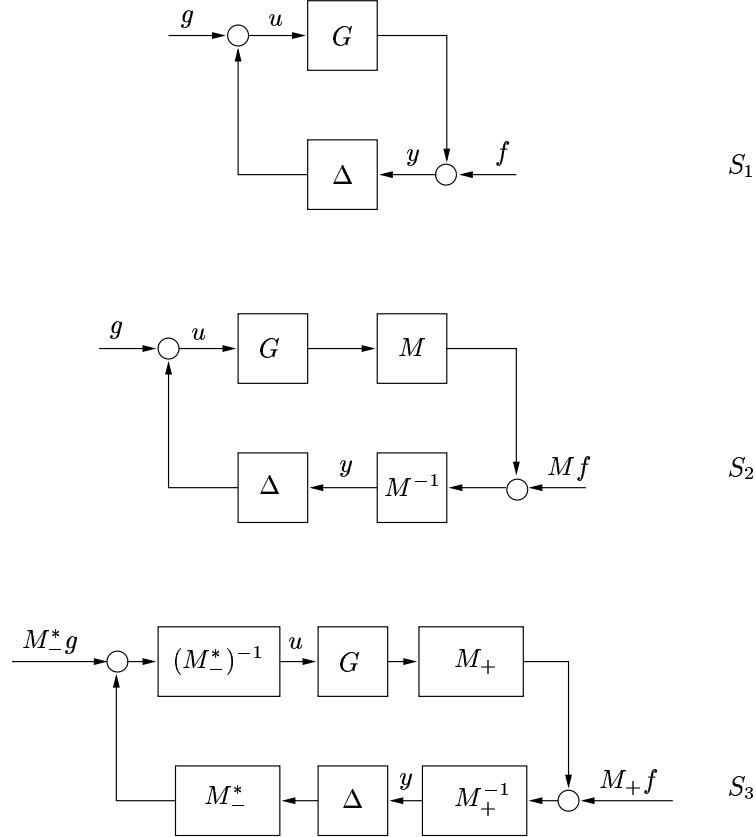 g u G
Δ y f
S₁
g u G M
Δ y M⁻¹ Mf
S₂
M₋*g (M₋*)⁻¹ u G M₊
M₋* Δ y M₊⁻¹ M₊f
S₃